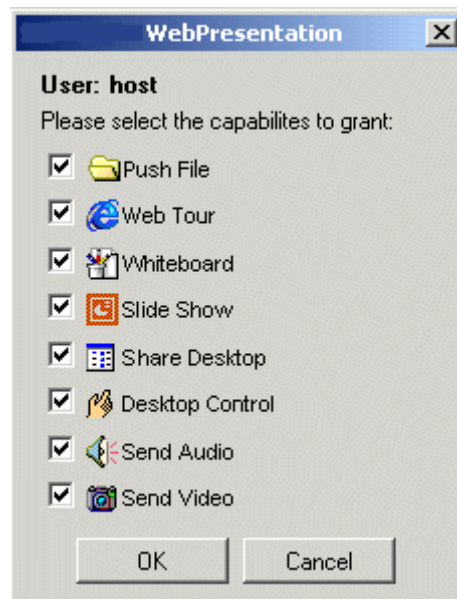 WebPresentation
User: host
Please select the capabilites to grant:
Push File
Web Tour
Whiteboard
Slide Show
Share Desktop
Desktop Control
Send Audio
Send Video
OK Cancel